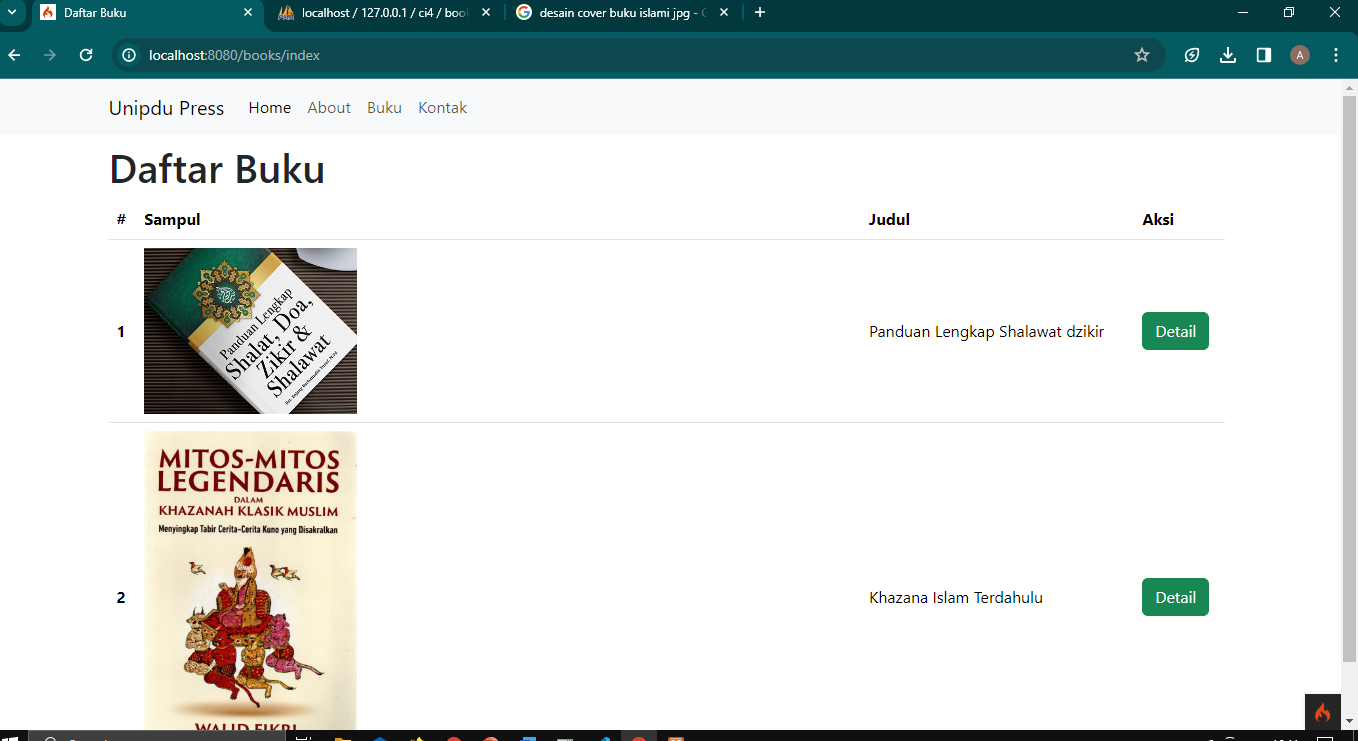 Daftar Buku
localhost / 127.0.0.1 / ci4 / boo
desain cover buku islami jpg -
localhost:8080/books/index
A
Unipdu Press Home About Buku Kontak
Daftar Buku
# Sampul Judul Aksi
Panduan Lengkap
Shalat, Doa,
Zikir &
Shalawat
1 Panduan Lengkap Shalawat dzikir Detail
MITOS-MITOS
LEGENDARIS
DALAM
KHAZANAH KLASIK MUSLIM
Menyingkap Tabir Cerita-Cerita Kuno yang Disakralkan
2 Khazana Islam Terdahulu Detail
WALID FIKRI